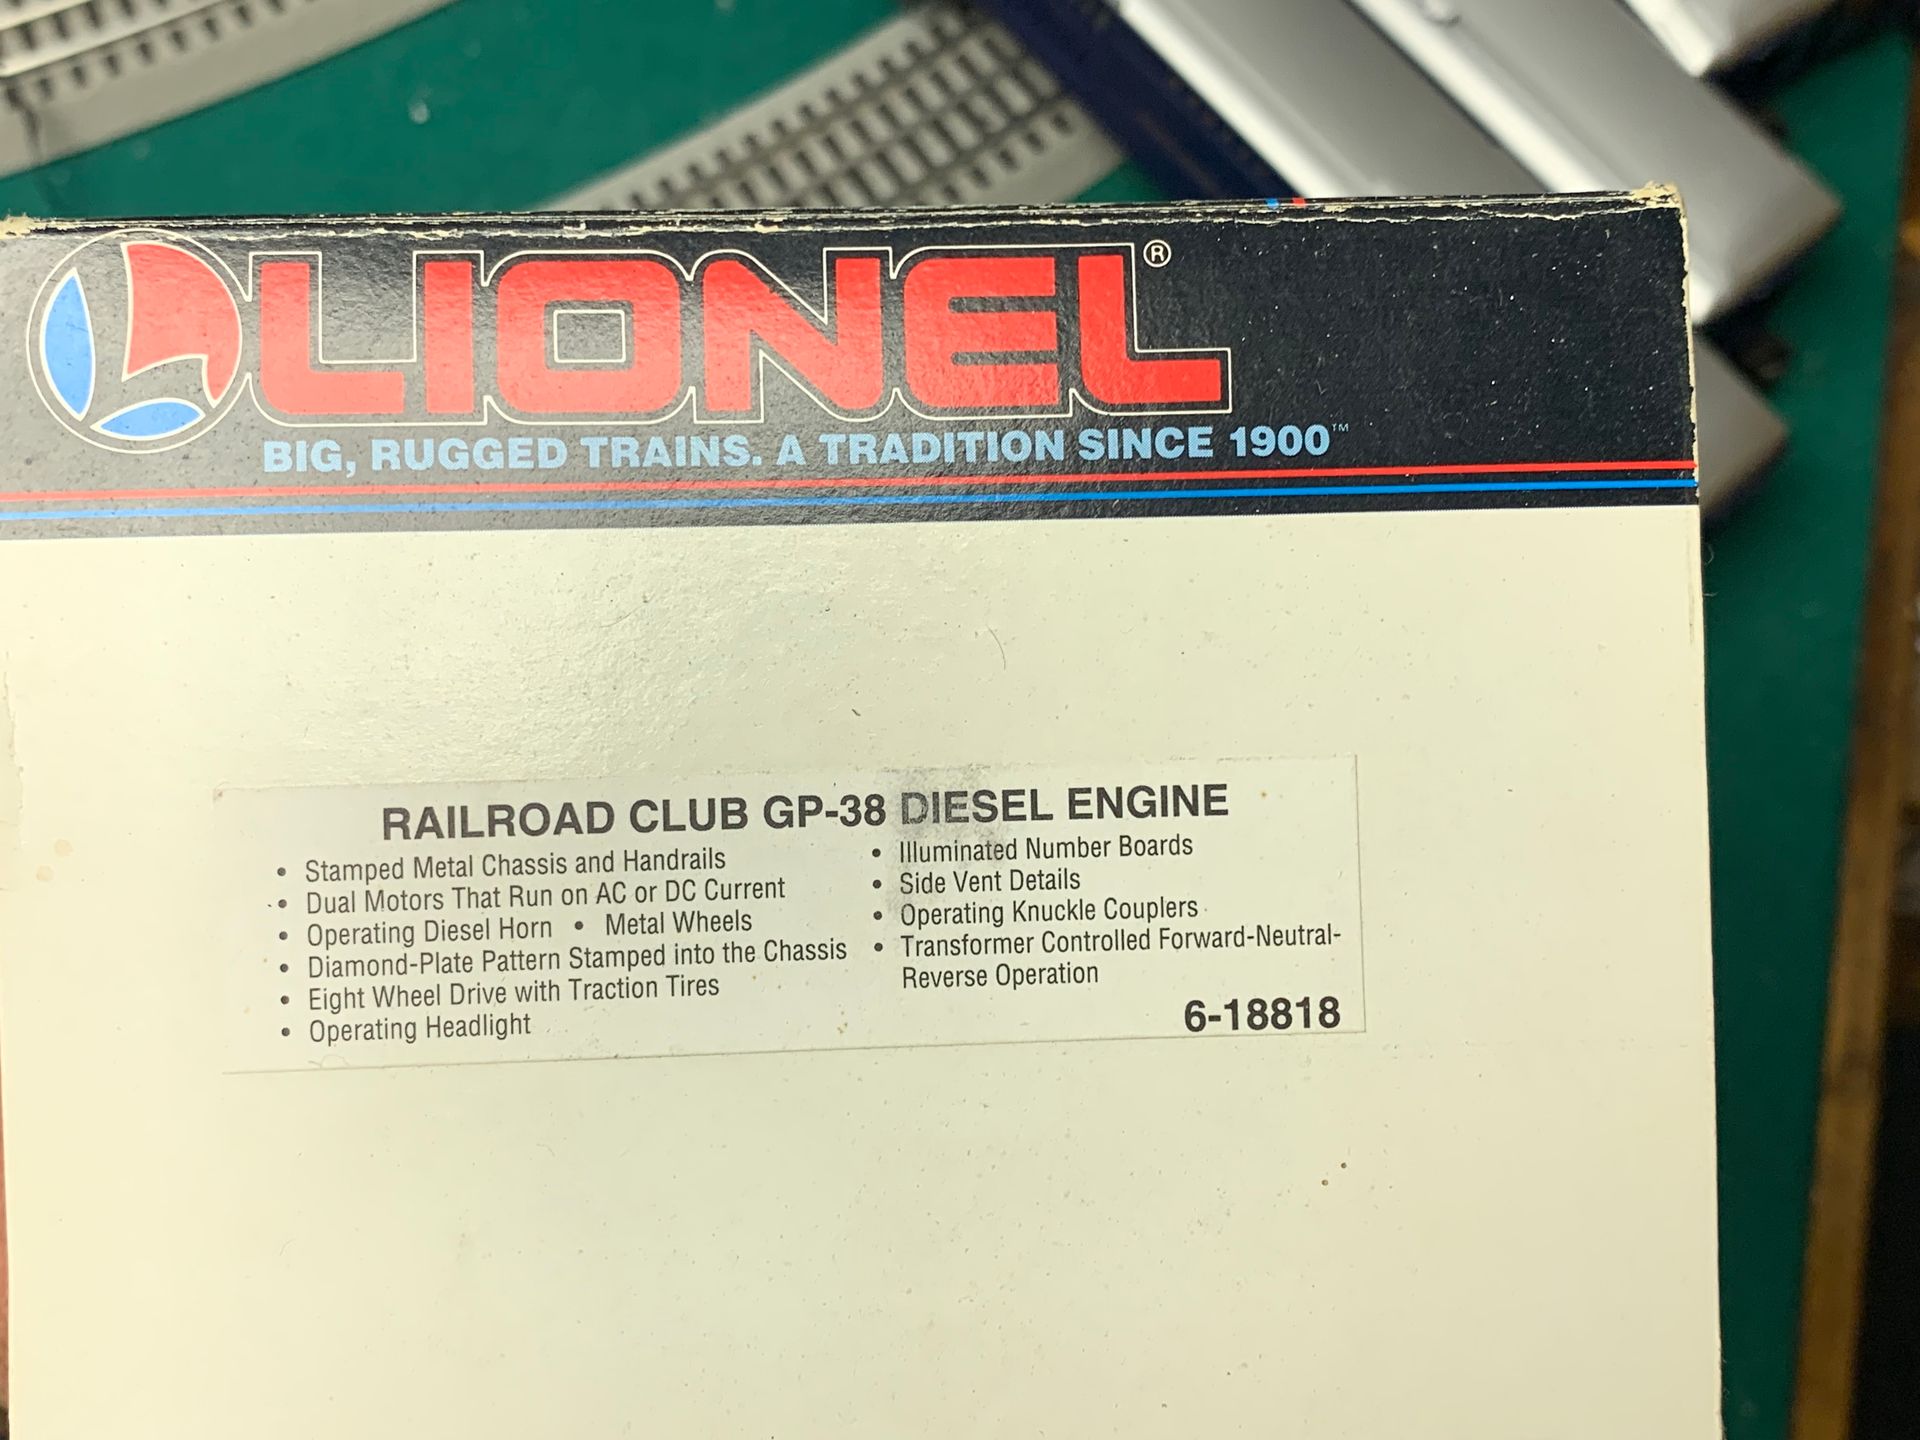 LIONEL®
BIG, RUGGED TRAINS. A TRADITION SINCE 1900™
RAILROAD CLUB GP-38 DIESEL ENGINE
• Stamped Metal Chassis and Handrails
• Dual Motors That Run on AC or DC Current
• Operating Diesel Horn • Metal Wheels
• Diamond-Plate Pattern Stamped into the Chassis
• Eight Wheel Drive with Traction Tires
• Operating Headlight
• Illuminated Number Boards
• Side Vent Details
• Operating Knuckle Couplers
• Transformer Controlled Forward-Neutral-
Reverse Operation
6-18818